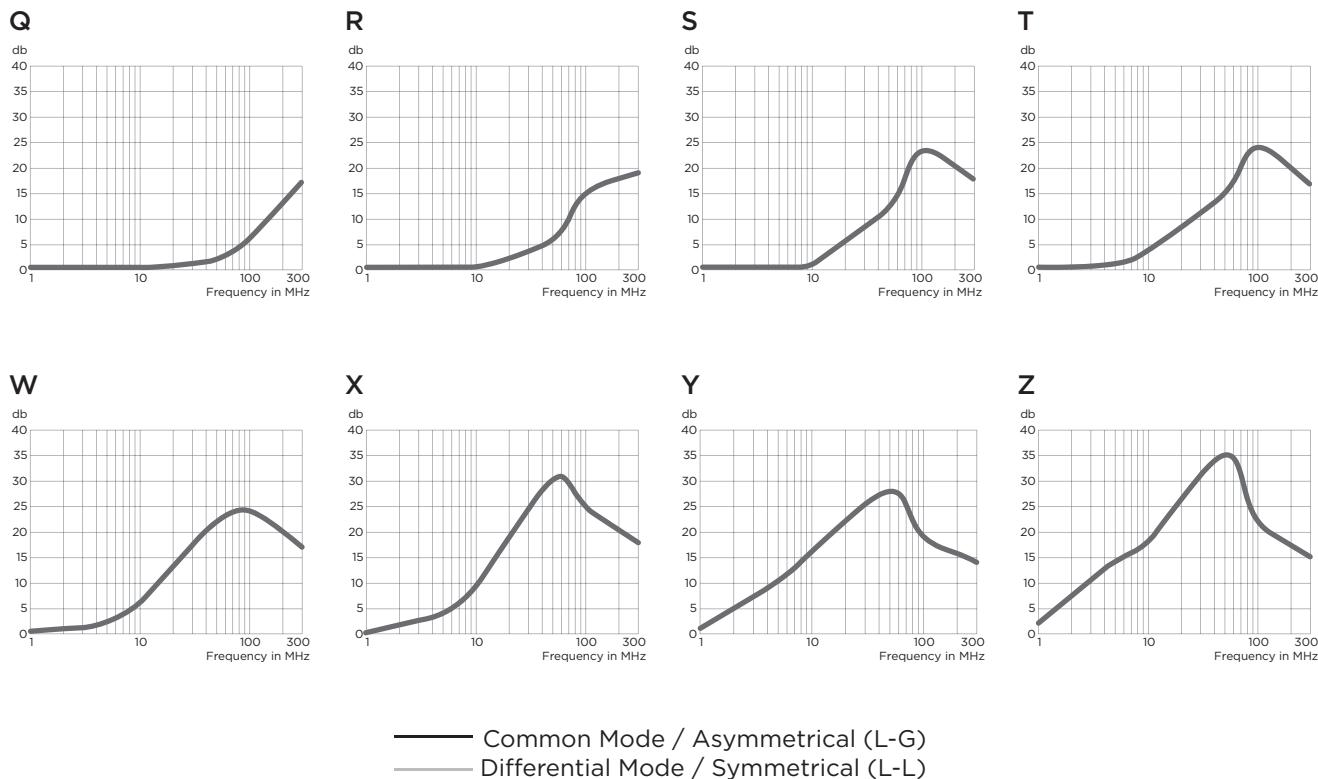 Q R S T
db db db db
40 40 40 40
35 35 35 35
30 30 30 30
25 25 25 25
20 20 20 20
15 15 15 15
10 10 10 10
5 5 5 5
0 0 0 0
1 10 100 300 1 10 100 300 1 10 100 300 1 10 100 300
Frequency in MHz Frequency in MHz Frequency in MHz Frequency in MHz
W X Y Z
db db db db
40 40 40 40
35 35 35 35
30 30 30 30
25 25 25 25
20 20 20 20
15 15 15 15
10 10 10 10
5 5 5 5
0 0 0 0
1 10 100 300 1 10 100 300 1 10 100 300 1 10 100 300
Frequency in MHz Frequency in MHz Frequency in MHz Frequency in MHz
Common Mode / Asymmetrical (L-G)
Differential Mode / Symmetrical (L-L)